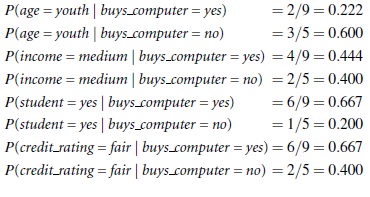 P(age = youth | buys_computer = yes) = 2/9 = 0.222
P(age = youth | buys_computer = no) = 3/5 = 0.600
P(income = medium | buys_computer = yes) = 4/9 = 0.444
P(income = medium | buys_computer = no) = 2/5 = 0.400
P(student = yes | buys_computer = yes) = 6/9 = 0.667
P(student = yes | buys_computer = no) = 1/5 = 0.200
P(credit_rating = fair | buys_computer = yes) = 6/9 = 0.667
P(credit_rating = fair | buys_computer = no) = 2/5 = 0.400